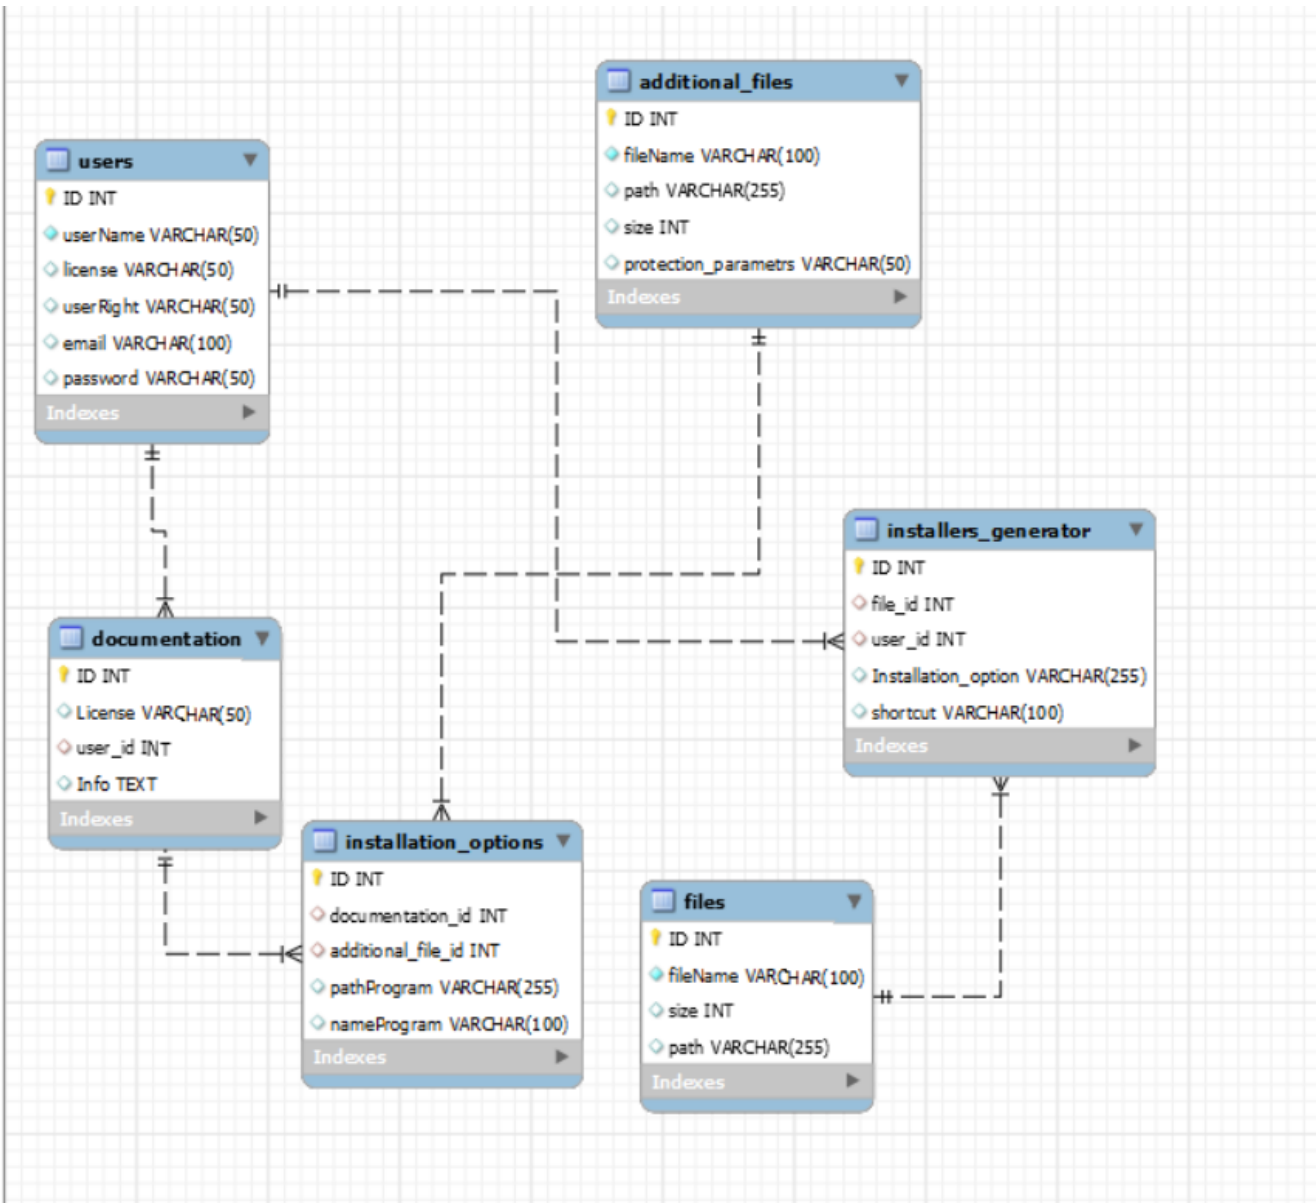 additional_files
ID INT
fileName VARCHAR(100)
path VARCHAR(255)
size INT
protection_parametrs VARCHAR(50)
Indexes
users
ID INT
userName VARCHAR(50)
license VARCHAR(50)
userRight VARCHAR(50)
email VARCHAR(100)
password VARCHAR(50)
Indexes
installers_generator
ID INT
file_id INT
user_id INT
Installation_option VARCHAR(255)
shortcut VARCHAR(100)
Indexes
documentation
ID INT
License VARCHAR(50)
user_id INT
Info TEXT
Indexes
installation_options
ID INT
documentation_id INT
additional_file_id INT
pathProgram VARCHAR(255)
nameProgram VARCHAR(100)
Indexes
files
ID INT
fileName VARCHAR(100)
size INT
path VARCHAR(255)
Indexes